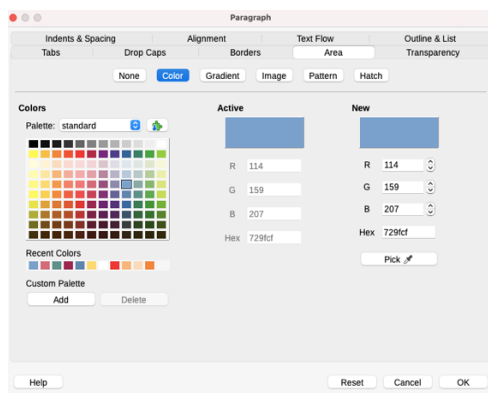 Paragraph
Indents & Spacing Alignment Text Flow Outline & List
Tabs Drop Caps Borders Area Transparency
None Color Gradient Image Pattern Hatch
Colors Active New
Palette: standard
R 114 R 114
G 159 G 159
B 207 B 207
Hex 729fcf Hex 729fcf
Pick
Recent Colors
Custom Palette
Add Delete
Help Reset Cancel OK